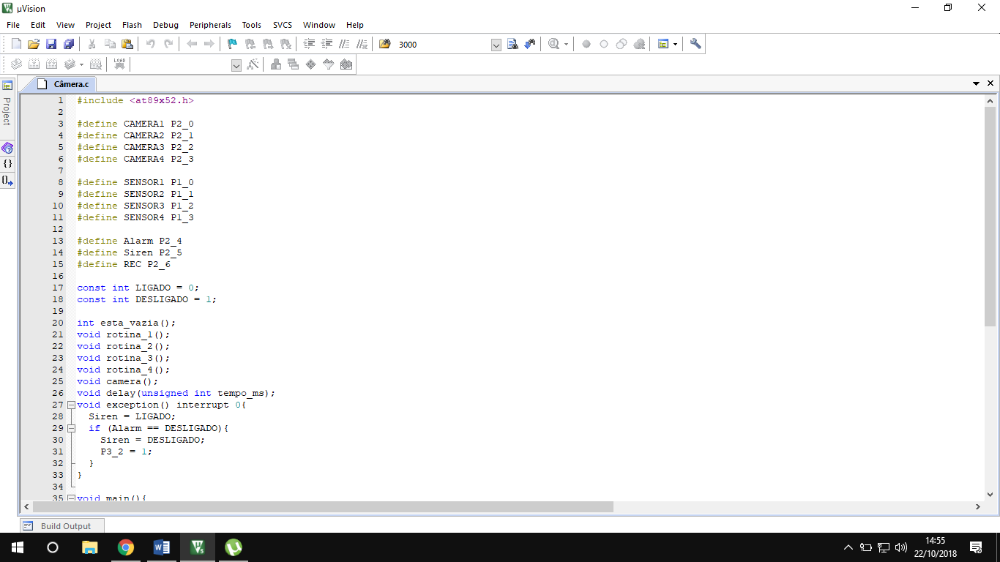 µVision
File Edit View Project Flash Debug Peripherals Tools SVCS Window Help
3000
LOAD
Câmera.c
Project
1 #include <at89x52.h>
2
3 #define CAMERA1 P2_0
4 #define CAMERA2 P2_1
5 #define CAMERA3 P2_2
6 #define CAMERA4 P2_3
7
8 #define SENSOR1 P1_0
9 #define SENSOR2 P1_1
10 #define SENSOR3 P1_2
11 #define SENSOR4 P1_3
12
13 #define Alarm P2_4
14 #define Siren P2_5
15 #define REC P2_6
16
17 const int LIGADO = 0;
18 const int DESLIGADO = 1;
19
20 int esta_vazia();
21 void rotina_1();
22 void rotina_2();
23 void rotina_3();
24 void rotina_4();
25 void camera();
26 void delay(unsigned int tempo_ms);
27 void exception() interrupt 0{
28 Siren = LIGADO;
29 if (Alarm == DESLIGADO){
30 Siren = DESLIGADO;
31 P3_2 = 1;
32 }
33 }
34
35 void main(){
Build Output
14:55
22/10/2018